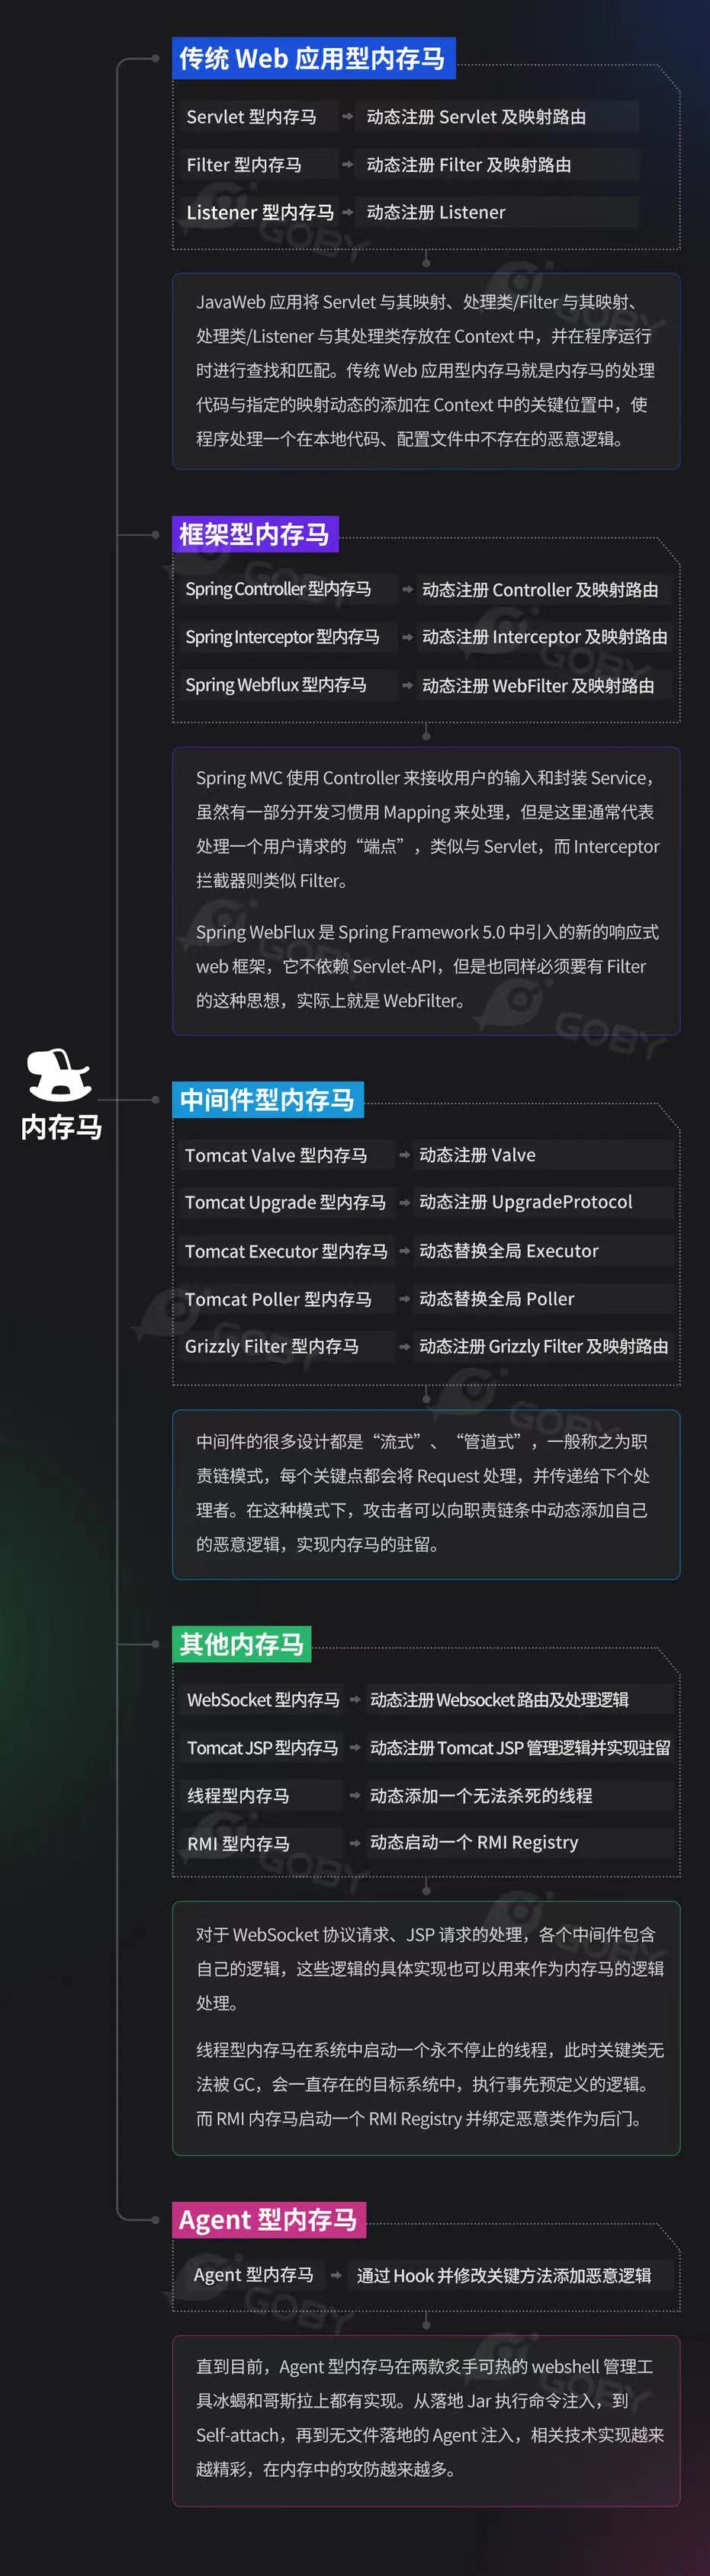 传统 Web 应用型内存马
Servlet 型内存马 动态注册 Servlet 及映射路由
Filter 型内存马 动态注册 Filter 及映射路由
Listener 型内存马 动态注册 Listener
JavaWeb 应用将 Servlet 与其映射、处理类/Filter 与其映射、
处理类/Listener 与其处理类存放在 Context 中，并在程序运行
时进行查找和匹配。传统 Web 应用型内存马就是内存马的处理
代码与指定的映射动态的添加在 Context 中的关键位置中，使
程序处理一个在本地代码、配置文件中不存在的恶意逻辑。
框架型内存马
Spring Controller 型内存马 动态注册 Controller 及映射路由
Spring Interceptor 型内存马 动态注册 Interceptor 及映射路由
Spring Webflux 型内存马 动态注册 WebFilter 及映射路由
Spring MVC 使用 Controller 来接收用户的输入和封装 Service，
虽然有一部分开发习惯用 Mapping 来处理，但是这里通常代表
处理一个用户请求的“端点”，类似与 Servlet，而 Interceptor
拦截器则类似 Filter。
Spring WebFlux 是 Spring Framework 5.0 中引入的新的响应式
web 框架，它不依赖 Servlet-API，但是也同样必须要有 Filter
的这种思想，实际上就是 WebFilter。
内存马
中间件型内存马
Tomcat Valve 型内存马 动态注册 Valve
Tomcat Upgrade 型内存马 动态注册 UpgradeProtocol
Tomcat Executor 型内存马 动态替换全局 Executor
Tomcat Poller 型内存马 动态替换全局 Poller
Grizzly Filter 型内存马 动态注册 Grizzly Filter 及映射路由
中间件的很多设计都是“流式”、“管道式”，一般称之为职
责链模式，每个关键点都会将 Request 处理，并传递给下个处
理者。在这种模式下，攻击者可以向职责链条中动态添加自己
的恶意逻辑，实现内存马的驻留。
其他内存马
WebSocket 型内存马 动态注册 Websocket 路由及处理逻辑
Tomcat JSP 型内存马 动态注册 Tomcat JSP 管理逻辑并实现驻留
线程型内存马 动态添加一个无法杀死的线程
RMI 型内存马 动态启动一个 RMI Registry
对于 WebSocket 协议请求、JSP 请求的处理，各个中间件包含
自己的逻辑，这些逻辑的具体实现也可以用来作为内存马的逻辑
处理。
线程型内存马在系统中启动一个永不停止的线程，此时关键类无
法被 GC，会一直存在的目标系统中，执行事先预定义的逻辑。
而 RMI 内存马启动一个 RMI Registry 并绑定恶意类作为后门。
Agent 型内存马
Agent 型内存马 通过 Hook 并修改关键方法添加恶意逻辑
直到目前，Agent 型内存马在两款炙手可热的 webshell 管理工
具冰蝎和哥斯拉上都有实现。从落地 Jar 执行命令注入，到
Self-attach，再到无文件落地的 Agent 注入，相关技术实现越来
越精彩，在内存中的攻防越来越多。
GOBY
GOBY
GOBY
GOBY
GOBY
GOBY
GOBY
GOBY
GOBY
GOBY
GOBY
GOBY